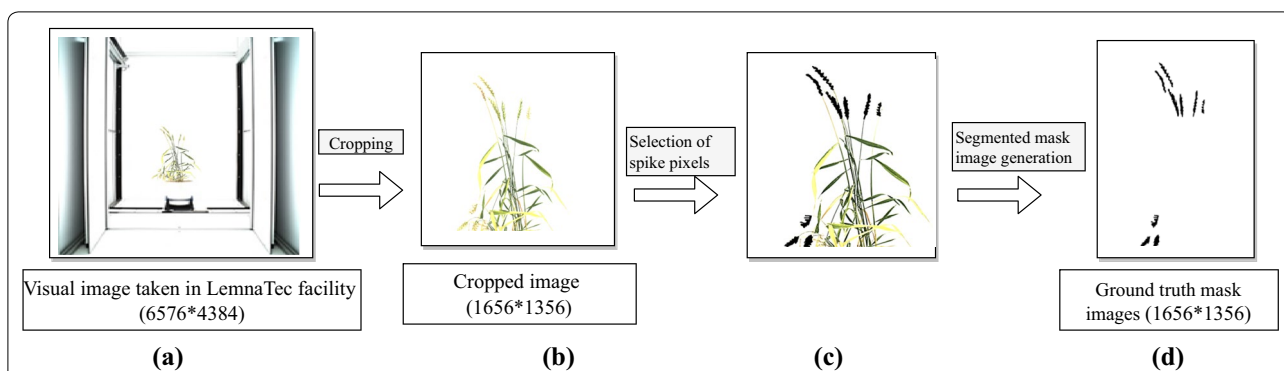 Cropping
Selection of
spike pixels
Segmented mask
image generation
Visual image taken in LemnaTec facility
(6576*4384)
Cropped image
(1656*1356)
Ground truth mask
images (1656*1356)
(a)
(b)
(c)
(d)